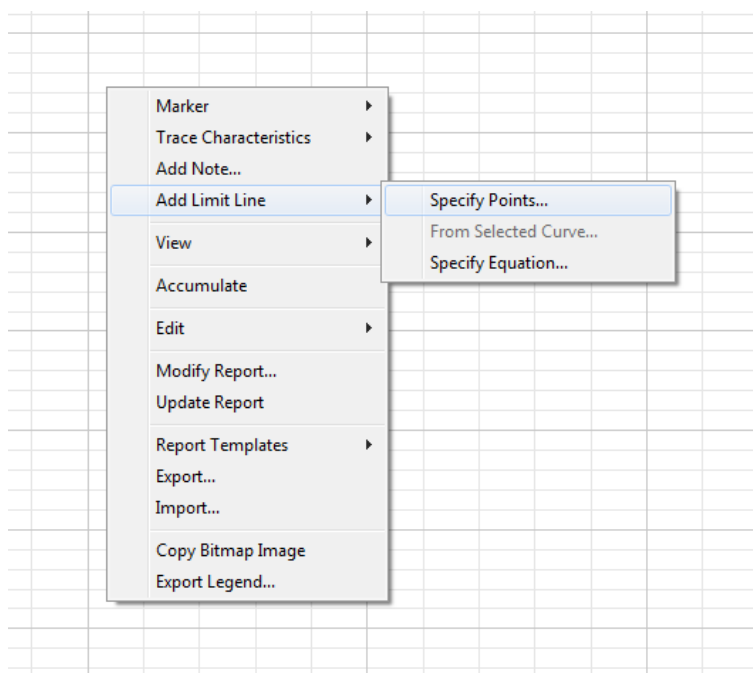 Marker
Trace Characteristics
Add Note...
Add Limit Line
Specify Points...
From Selected Curve...
Specify Equation...
View
Accumulate
Edit
Modify Report...
Update Report
Report Templates
Export...
Import...
Copy Bitmap Image
Export Legend...